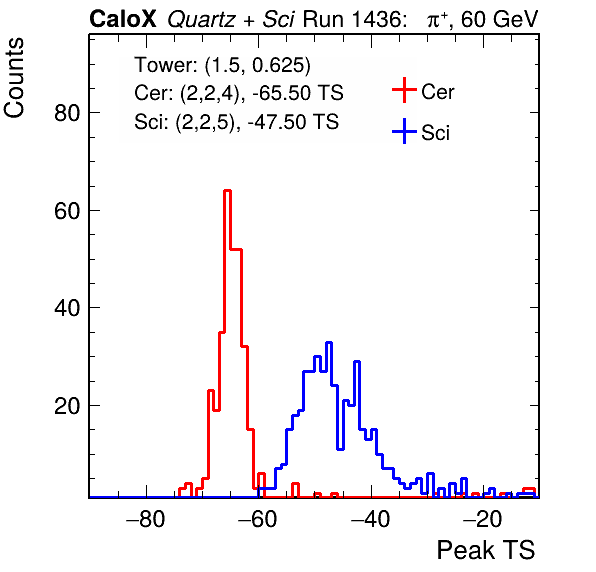 CaloX Quartz + Sci Run 1436: π⁺, 60 GeV
Counts
Tower: (1.5, 0.625)
Cer: (2,2,4), -65.50 TS
Sci: (2,2,5), -47.50 TS
Cer
Sci
80
60
40
20
−80 −60 −40 −20
Peak TS